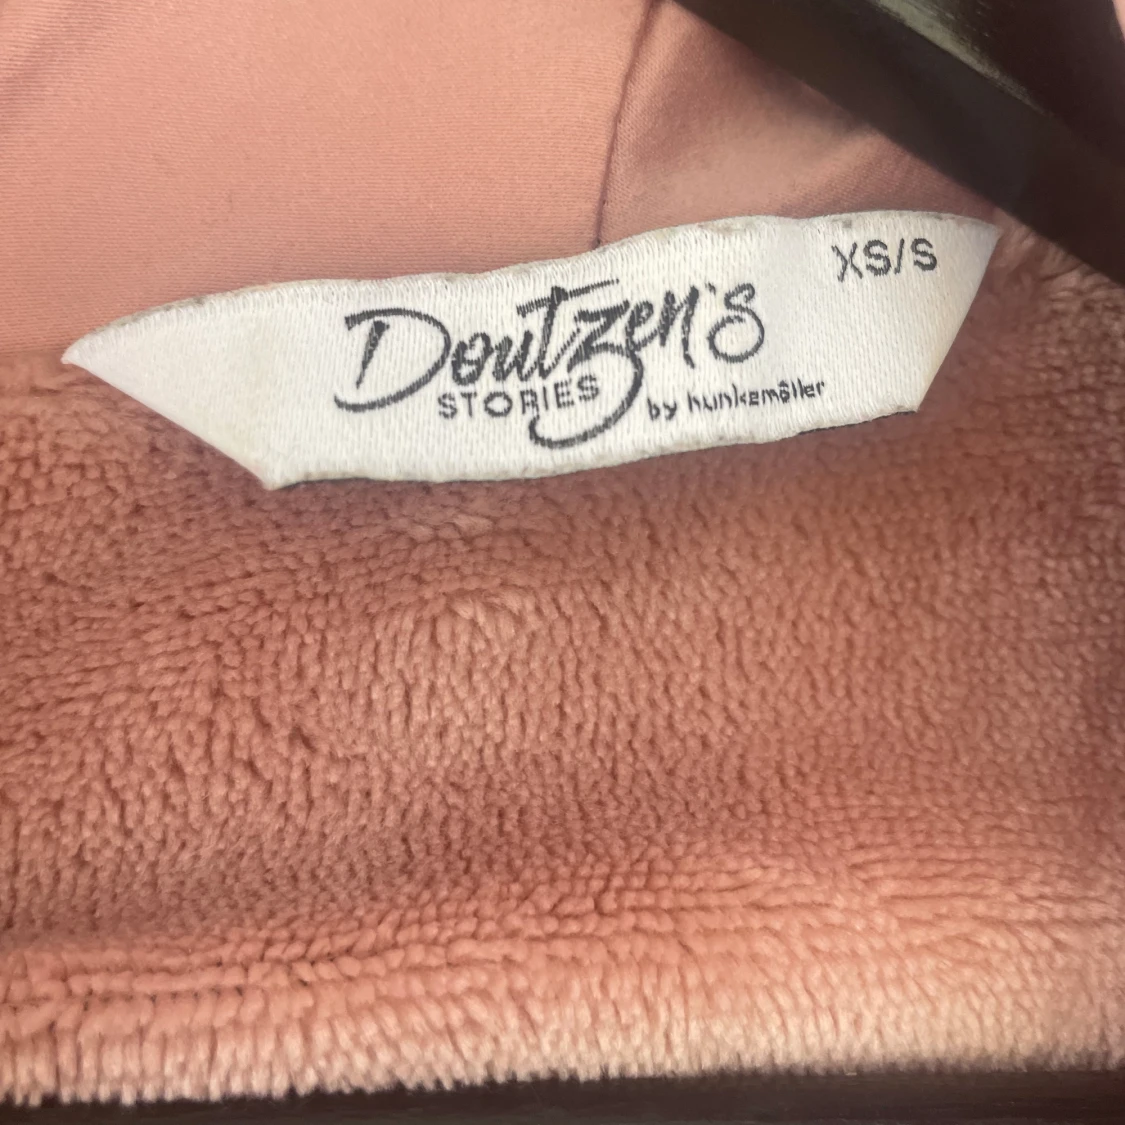 XS/S
Doutzen's
STORIES
by hunkemöller